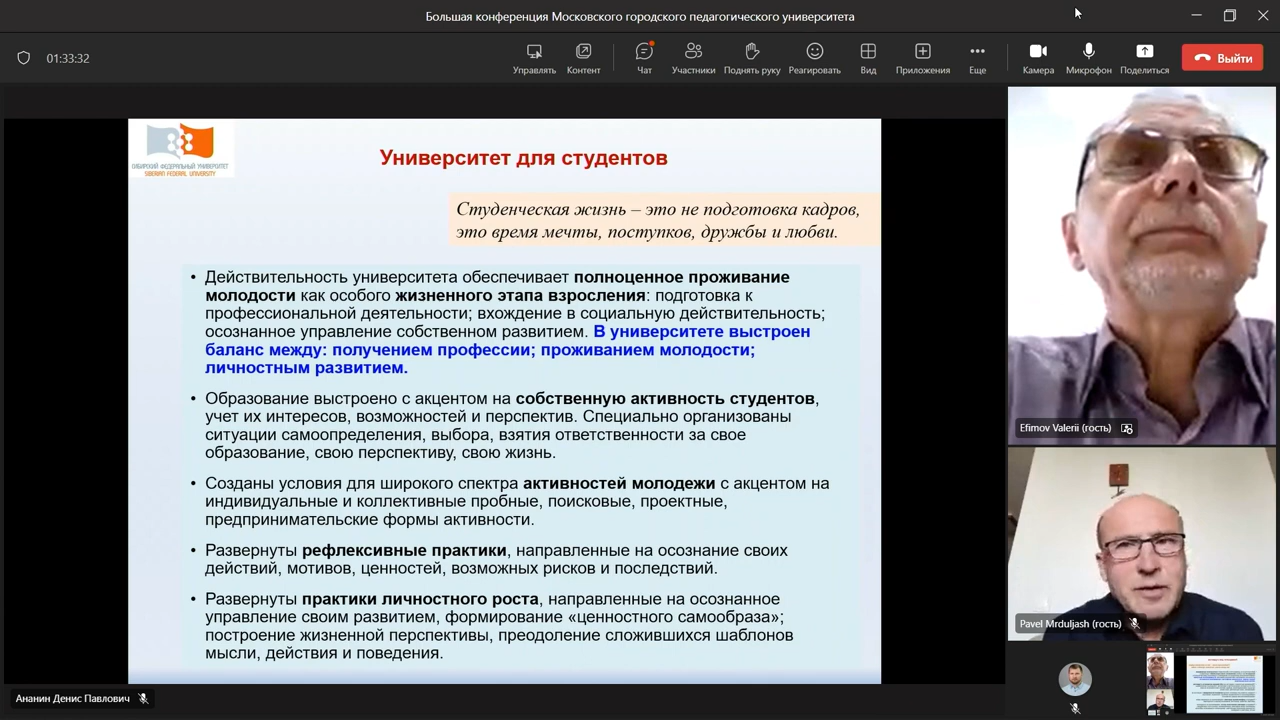 Большая конференция Московского городского педагогического университета
01:33:32
Управлять
Контент
Чат
Участники
Поднять руку
Реагировать
Вид
Приложения
Еще
Камера
Микрофон
Поделиться
Выйти
СИБИРСКИЙ ФЕДЕРАЛЬНЫЙ УНИВЕРСИТЕТ
SIBERIAN FEDERAL UNIVERSITY
Университет для студентов
Студенческая жизнь – это не подготовка кадров,
это время мечты, поступков, дружбы и любви.
• Действительность университета обеспечивает полноценное проживание
молодости как особого жизненного этапа взросления: подготовка к
профессиональной деятельности; вхождение в социальную действительность;
осознанное управление собственном развитием. В университете выстроен
баланс между: получением профессии; проживанием молодости;
личностным развитием.
• Образование выстроено с акцентом на собственную активность студентов,
учет их интересов, возможностей и перспектив. Специально организованы
ситуации самоопределения, выбора, взятия ответственности за свое
образование, свою перспективу, свою жизнь.
• Созданы условия для широкого спектра активностей молодежи с акцентом на
индивидуальные и коллективные пробные, поисковые, проектные,
предпринимательские формы активности.
• Развернуты рефлексивные практики, направленные на осознание своих
действий, мотивов, ценностей, возможных рисков и последствий.
• Развернуты практики личностного роста, направленные на осознанное
управление своим развитием, формирование «ценностного самообраза»;
построение жизненной перспективы, преодоление сложившихся шаблонов
мысли, действия и поведения.
Efimov Valerii (гость)
Pavel Mrduljash (гость)
Ананин Денис Павлович